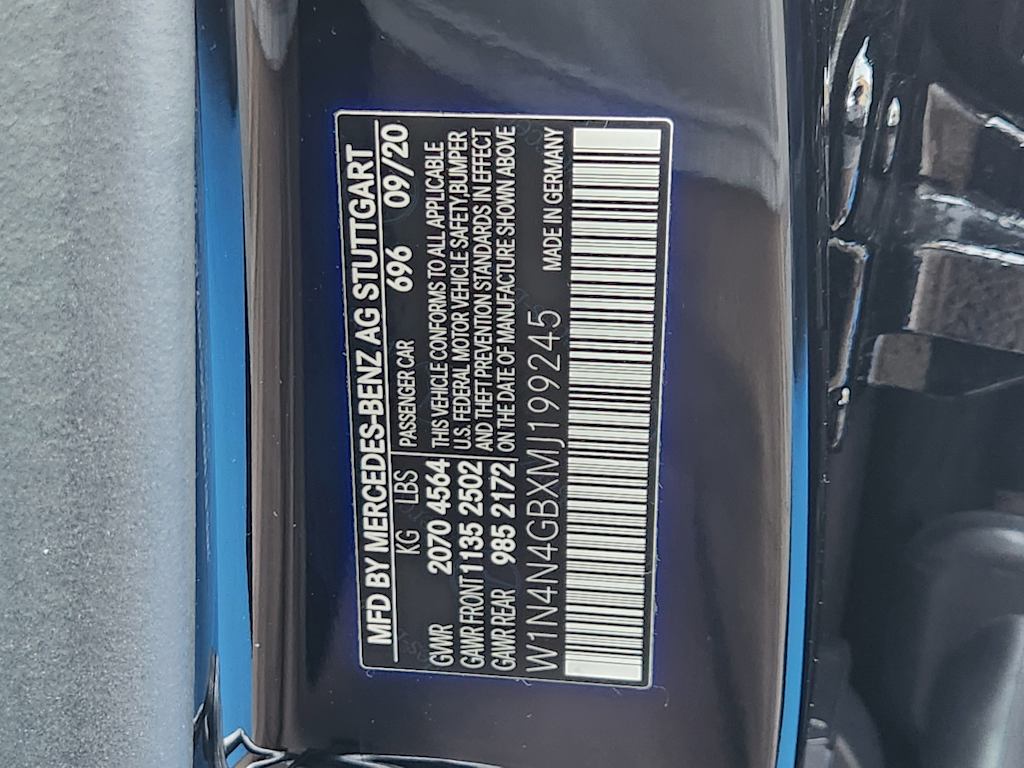 MFD BY MERCEDES-BENZ AG STUTTGART
KG LBS PASSENGER CAR 696 09/20
GVWR 2070 4564 THIS VEHICLE CONFORMS TO ALL APPLICABLE
GAWR FRONT 1135 2502 U.S. FEDERAL MOTOR VEHICLE SAFETY,BUMPER
GAWR REAR 985 2172 AND THEFT PREVENTION STANDARDS IN EFFECT
ON THE DATE OF MANUFACTURE SHOWN ABOVE
W1N4N4GBXMJ199245 MADE IN GERMANY